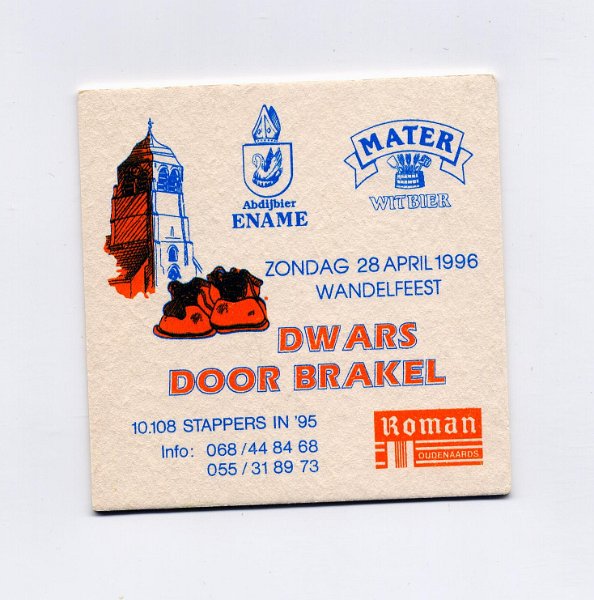 Abdijbier
ENAME
MATER
WITBIER
ZONDAG 28 APRIL 1996
WANDELFEEST
DWARS
DOOR BRAKEL
10.108 STAPPERS IN '95
Info: 068/44 84 68
055/31 89 73
Roman
OUDENAARDS